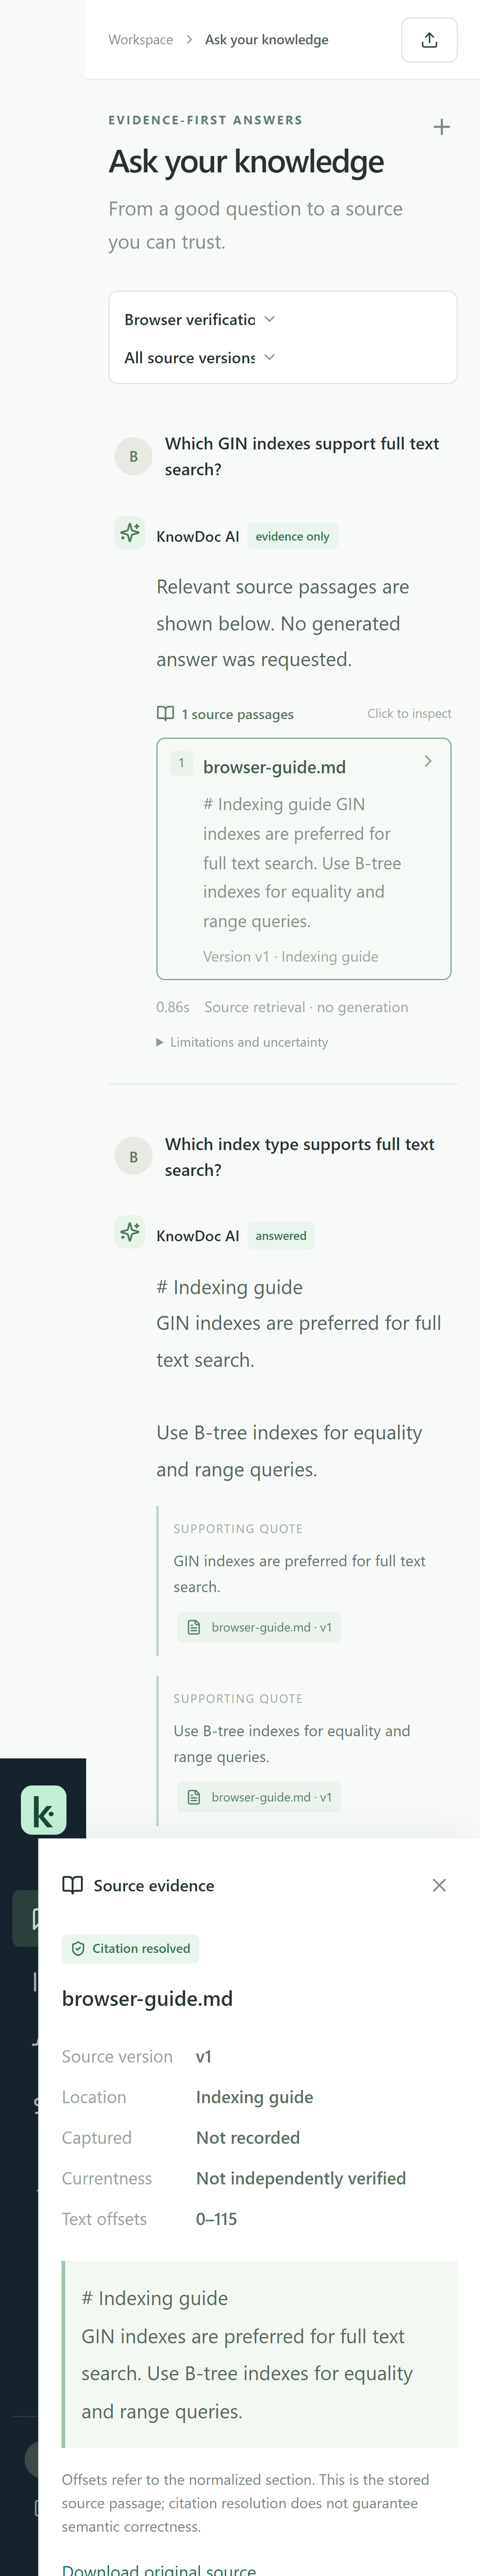 Workspace > Ask your knowledge
EVIDENCE-FIRST ANSWERS
Ask your knowledge
From a good question to a source
you can trust.
Browser verificatio
All source versions
B
Which GIN indexes support full text
search?
KnowDoc AI evidence only
Relevant source passages are
shown below. No generated
answer was requested.
1 source passages Click to inspect
1 browser-guide.md
# Indexing guide GIN
indexes are preferred for
full text search. Use B-tree
indexes for equality and
range queries.
Version v1 · Indexing guide
0.86s Source retrieval · no generation
Limitations and uncertainty
B
Which index type supports full text
search?
KnowDoc AI answered
# Indexing guide
GIN indexes are preferred for full
text search.
Use B-tree indexes for equality
and range queries.
SUPPORTING QUOTE
GIN indexes are preferred for full text
search.
browser-guide.md · v1
SUPPORTING QUOTE
Use B-tree indexes for equality and
range queries.
browser-guide.md · v1
k
Source evidence
Citation resolved
browser-guide.md
Source version v1
Location Indexing guide
Captured Not recorded
Currentness Not independently verified
Text offsets 0–115
# Indexing guide
GIN indexes are preferred for full text
search. Use B-tree indexes for equality
and range queries.
Offsets refer to the normalized section. This is the stored
source passage; citation resolution does not guarantee
semantic correctness.
Download original source